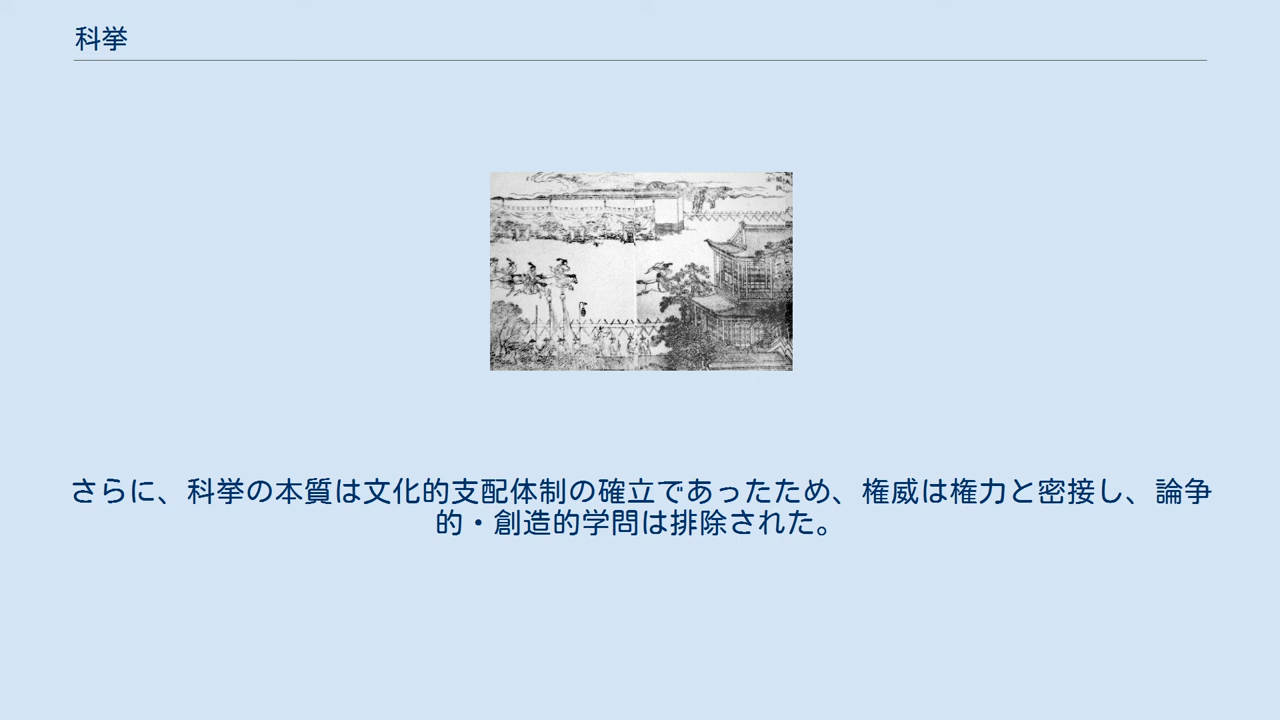 科挙
さらに、科挙の本質は文化的支配体制の確立であったため、権威は権力と密接し、論争
的・創造的学問は排除された。